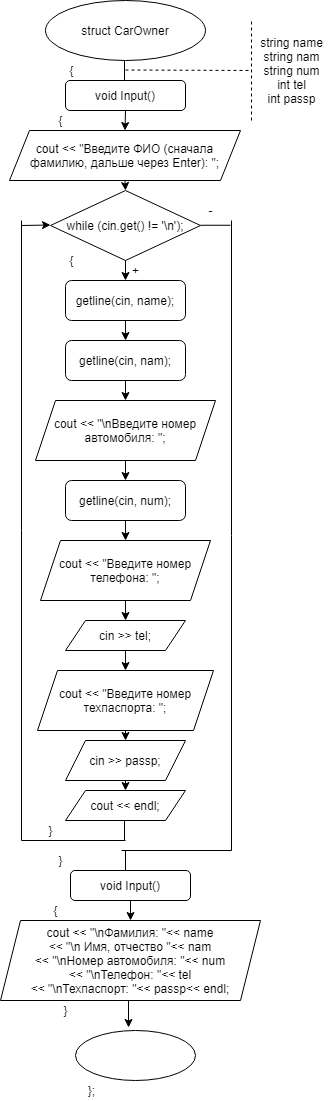 struct CarOwner
string name
string nam
string num
int tel
int passp
{
void Input()
{
cout << "Введите ФИО (сначала
фамилию, дальше через Enter): ";
while (cin.get() != '\n');
-
{
+
getline(cin, name);
getline(cin, nam);
cout << "\nВведите номер
автомобиля: ";
getline(cin, num);
cout << "Введите номер
телефона: ";
cin >> tel;
cout << "Введите номер
техпаспорта: ";
cin >> passp;
cout << endl;
}
}
void Input()
{
cout << "\nФамилия: "<< name
<< "\n Имя, отчество "<< nam
<< "\nНомер автомобиля: "<< num
<< "\nТелефон: "<< tel
<< "\nТехпаспорт: "<< passp<< endl;
}
};